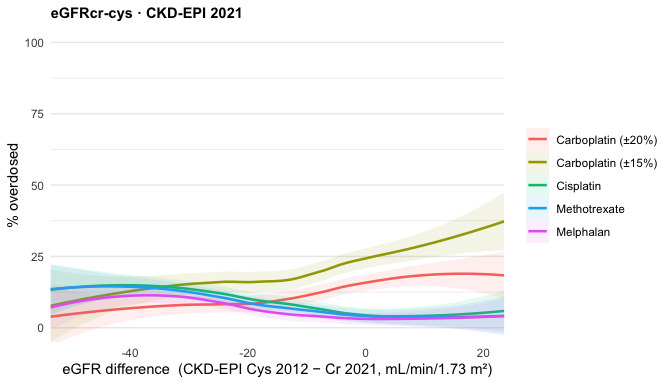 eGFRcr-cys · CKD-EPI 2021
100
75
50
25
0
% overdosed
-40
-20
0
20
eGFR difference  (CKD-EPI Cys 2012 − Cr 2021, mL/min/1.73 m²)
Carboplatin (±20%)
Carboplatin (±15%)
Cisplatin
Methotrexate
Melphalan